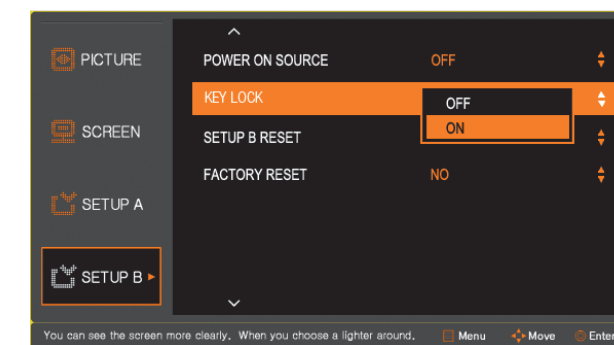 PICTURE
SCREEN
SETUP A
SETUP B
POWER ON SOURCE OFF
KEY LOCK
OFF
ON
SETUP B RESET
FACTORY RESET NO
You can see the screen more clearly. When you choose a lighter around. Menu Move Enter